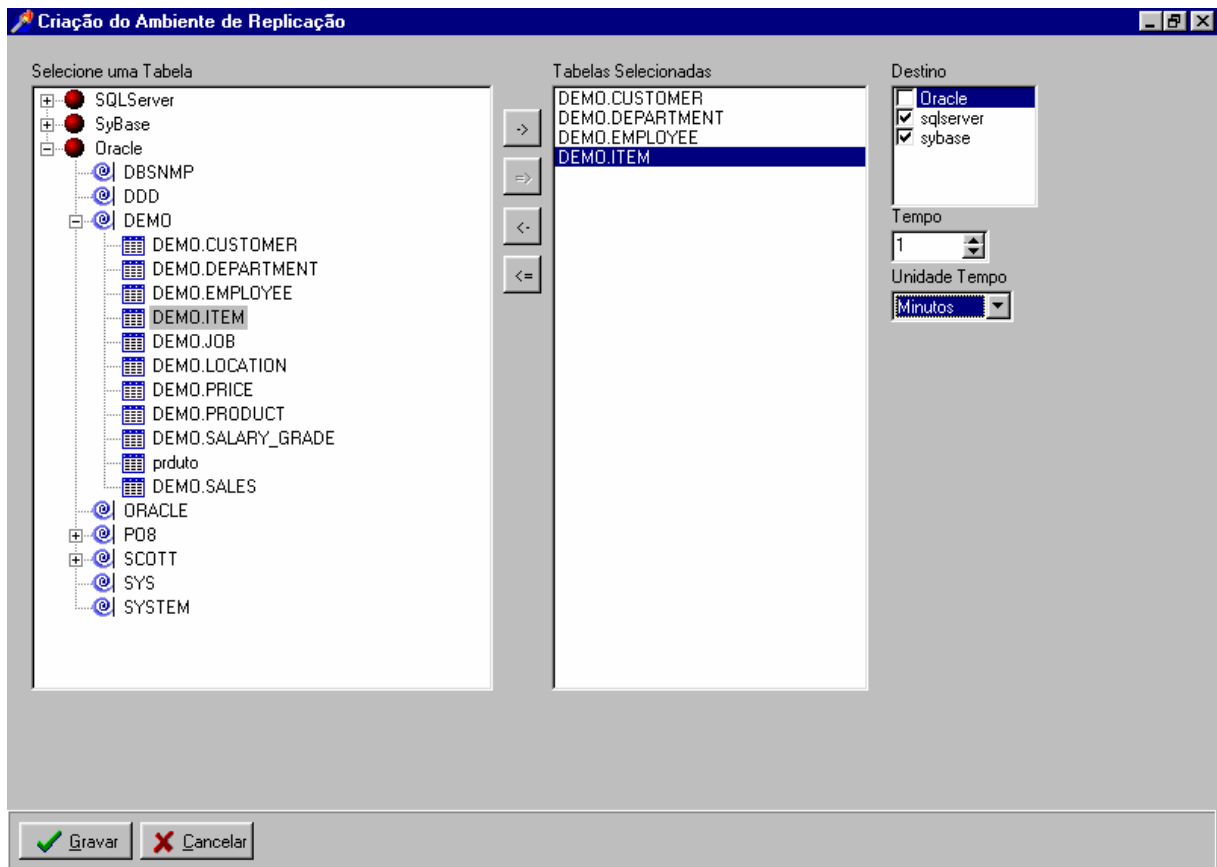 Criação do Ambiente de Replicação
Selecione uma Tabela
SQLServer
SyBase
Oracle
DBSNMP
DDD
DEMO
DEMO.CUSTOMER
DEMO.DEPARTMENT
DEMO.EMPLOYEE
DEMO.ITEM
DEMO.JOB
DEMO.LOCATION
DEMO.PRICE
DEMO.PRODUCT
DEMO.SALARY_GRADE
prduto
DEMO.SALES
ORACLE
PO8
SCOTT
SYS
SYSTEM
->
=>
<-
<=
Tabelas Selecionadas
DEMO.CUSTOMER
DEMO.DEPARTMENT
DEMO.EMPLOYEE
DEMO.ITEM
Destino
Oracle
sqlserver
sybase
Tempo
1
Unidade Tempo
Minutos
Gravar
Cancelar